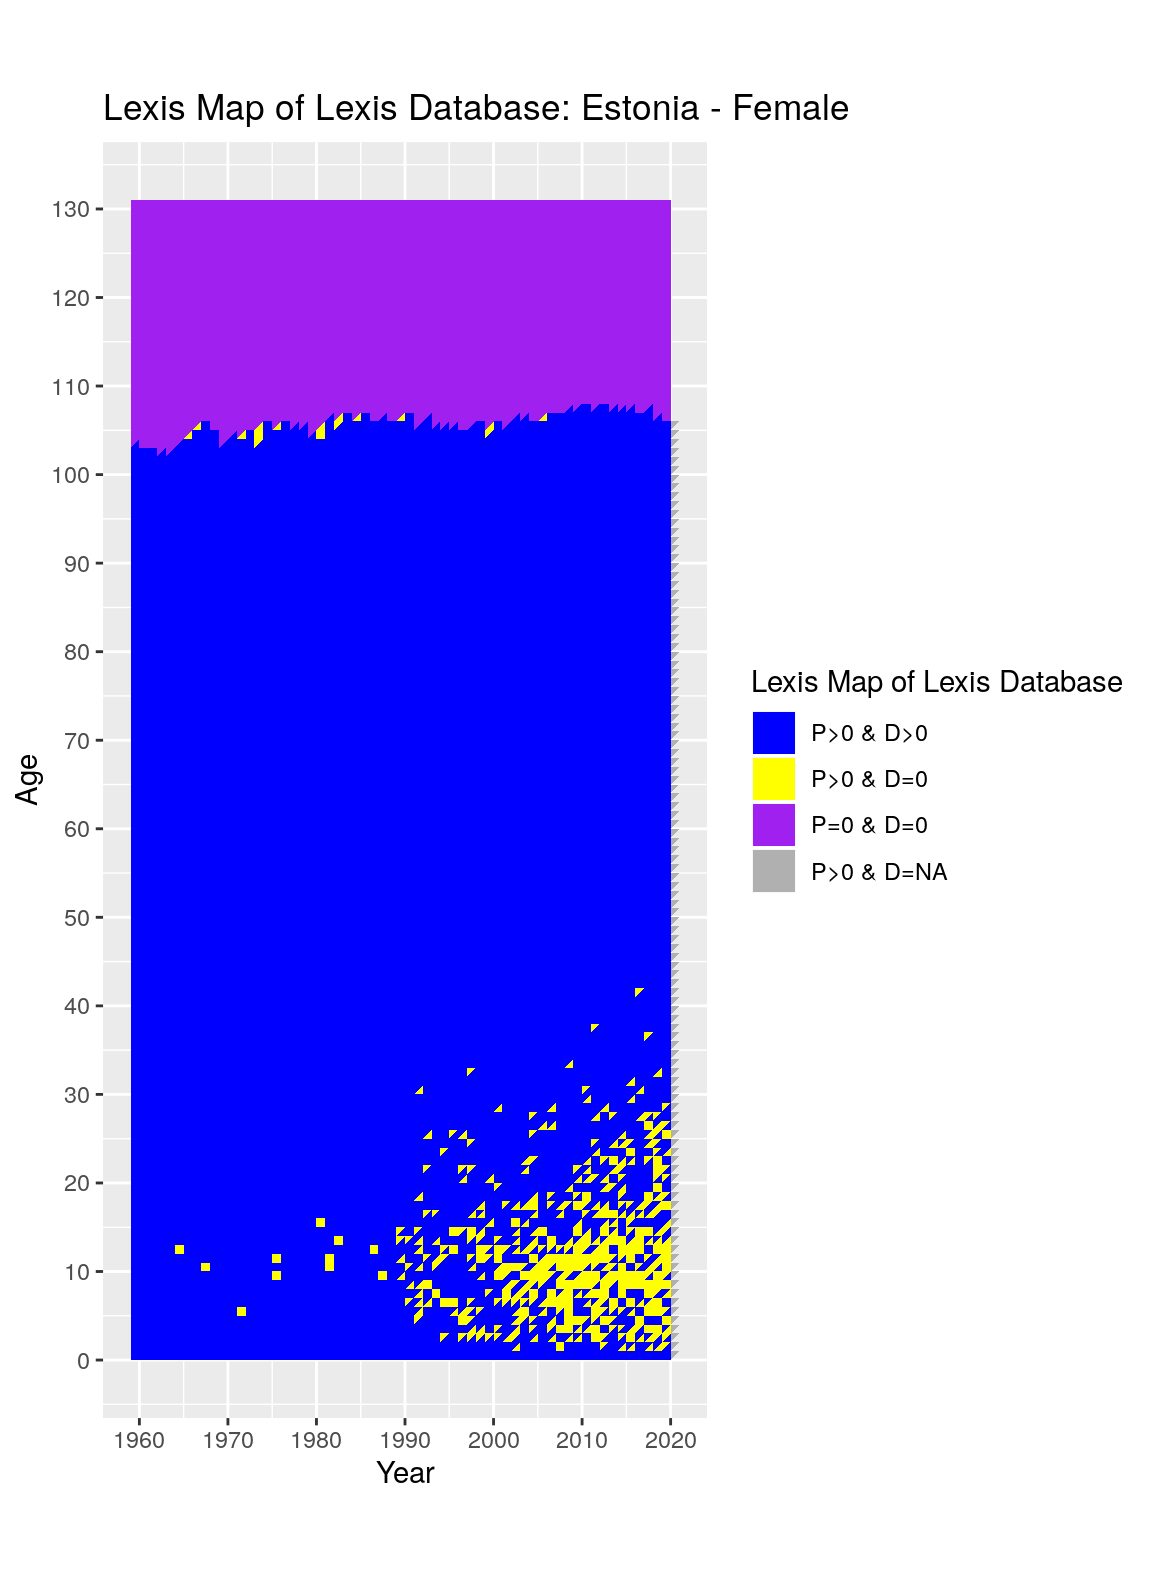 Lexis Map of Lexis Database: Estonia - Female
130
120
110
100
90
80
70
60
50
40
30
20
10
0
Age
1960 1970 1980 1990 2000 2010 2020
Year
Lexis Map of Lexis Database
P>0 & D>0
P>0 & D=0
P=0 & D=0
P>0 & D=NA